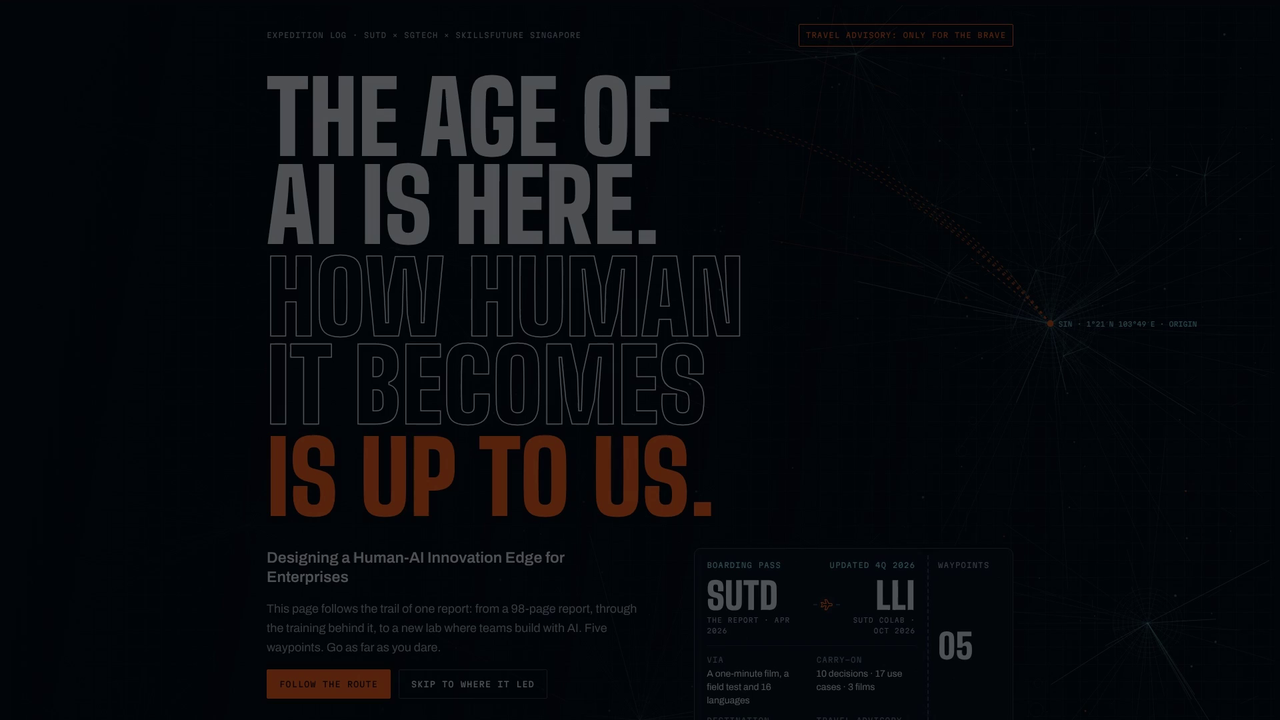 EXPEDITION LOG · SUTD × SGTECH × SKILLSFUTURE SINGAPORE
TRAVEL ADVISORY: ONLY FOR THE BRAVE
THE AGE OF
AI IS HERE.
HOW HUMAN
IT BECOMES
IS UP TO US.
SIN · 1°21 N 103°49 E · ORIGIN
Designing a Human-AI Innovation Edge for
Enterprises
This page follows the trail of one report: from a 98-page report, through
the training behind it, to a new lab where teams build with AI. Five
waypoints. Go as far as you dare.
FOLLOW THE ROUTE
SKIP TO WHERE IT LED
BOARDING PASS
UPDATED 4Q 2026
SUTD
LLI
THE REPORT · APR
2026
SUTD COLAB ·
OCT 2026
VIA
A one-minute film, a
field test and 16
languages
CARRY-ON
10 decisions · 17 use
cases · 3 films
DESTINATION
TRAVEL ADVISORY
WAYPOINTS
05